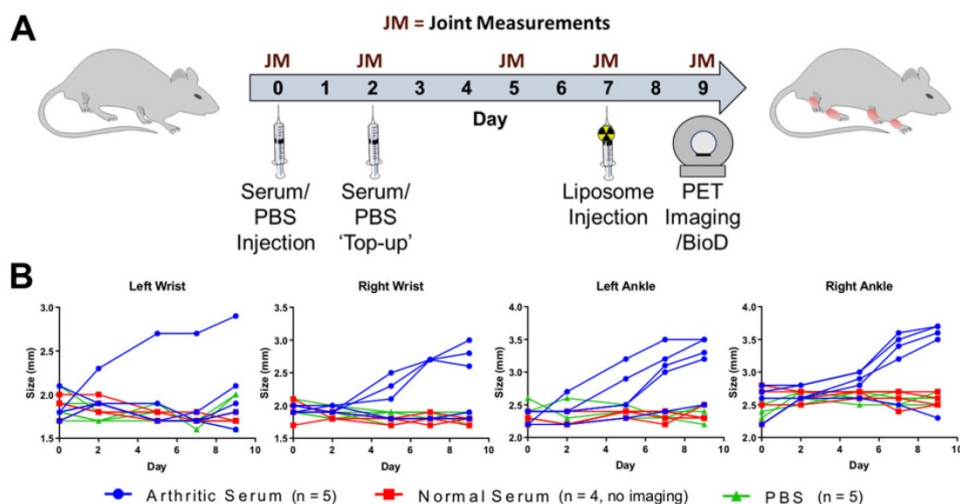 A
JM = Joint Measurements
JM JM JM JM JM
0 1 2 3 4 5 6 7 8 9
Day
Serum/
PBS
Injection
Serum/
PBS
‘Top-up’
Liposome
Injection
PET
Imaging
/BioD
B
Left Wrist
Size (mm)
3.0
2.5
2.0
1.5
0 2 4 6 8 10
Day
Right Wrist
Size (mm)
3.5
3.0
2.5
2.0
1.5
0 2 4 6 8 10
Day
Left Ankle
Size (mm)
4.0
3.5
3.0
2.5
2.0
0 2 4 6 8 10
Day
Right Ankle
Size (mm)
4.0
3.5
3.0
2.5
2.0
0 2 4 6 8 10
Day
Arthritic Serum (n = 5) Normal Serum (n = 4, no imaging) PBS (n = 5)